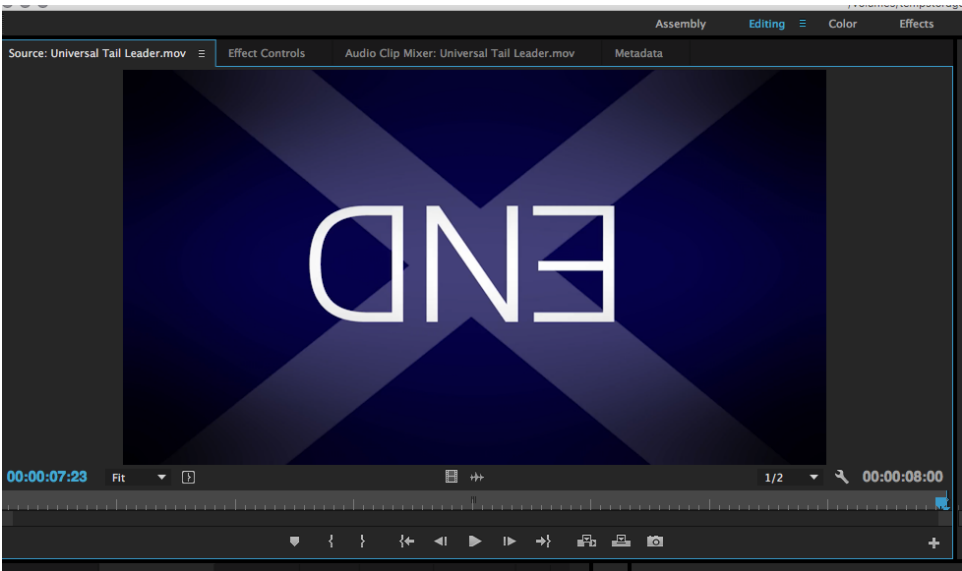 Assembly Editing Color Effects
Source: Universal Tail Leader.mov Effect Controls Audio Clip Mixer: Universal Tail Leader.mov Metadata
END
00:00:07:23 Fit 1/2 00:00:08:00